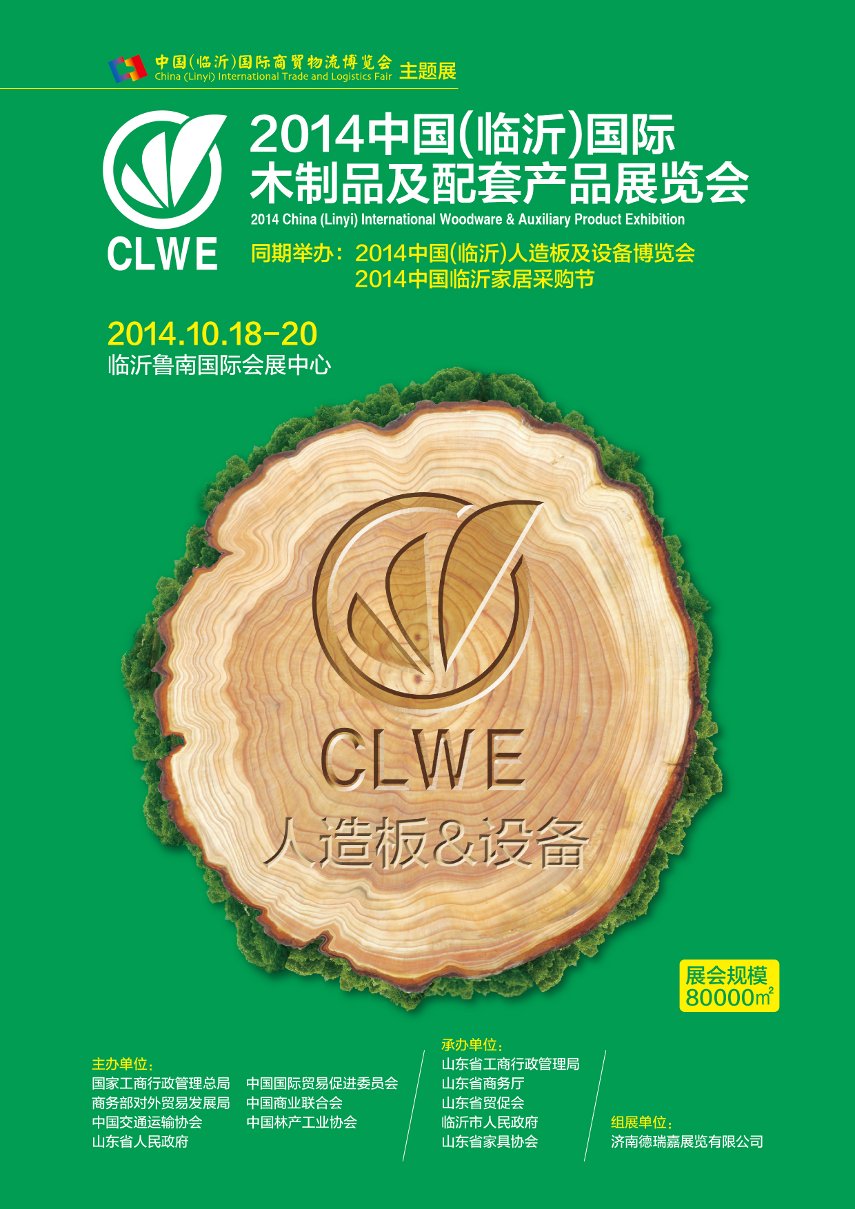 中国(临沂)国际商贸物流博览会
China (Linyi) International Trade and Logistics Fair
主题展
CLWE
2014中国(临沂)国际
木制品及配套产品展览会
2014 China (Linyi) International Woodware & Auxiliary Product Exhibition
同期举办：2014中国(临沂)人造板及设备博览会
2014中国临沂家居采购节
2014.10.18-20
临沂鲁南国际会展中心
CLWE
人造板&设备
展会规模
80000㎡
主办单位：
国家工商行政管理总局 中国国际贸易促进委员会
商务部对外贸易发展局 中国商业联合会
中国交通运输协会 中国林产工业协会
山东省人民政府
承办单位：
山东省工商行政管理局
山东省商务厅
山东省贸促会
临沂市人民政府
山东省家具协会
组展单位：
济南德瑞嘉展览有限公司